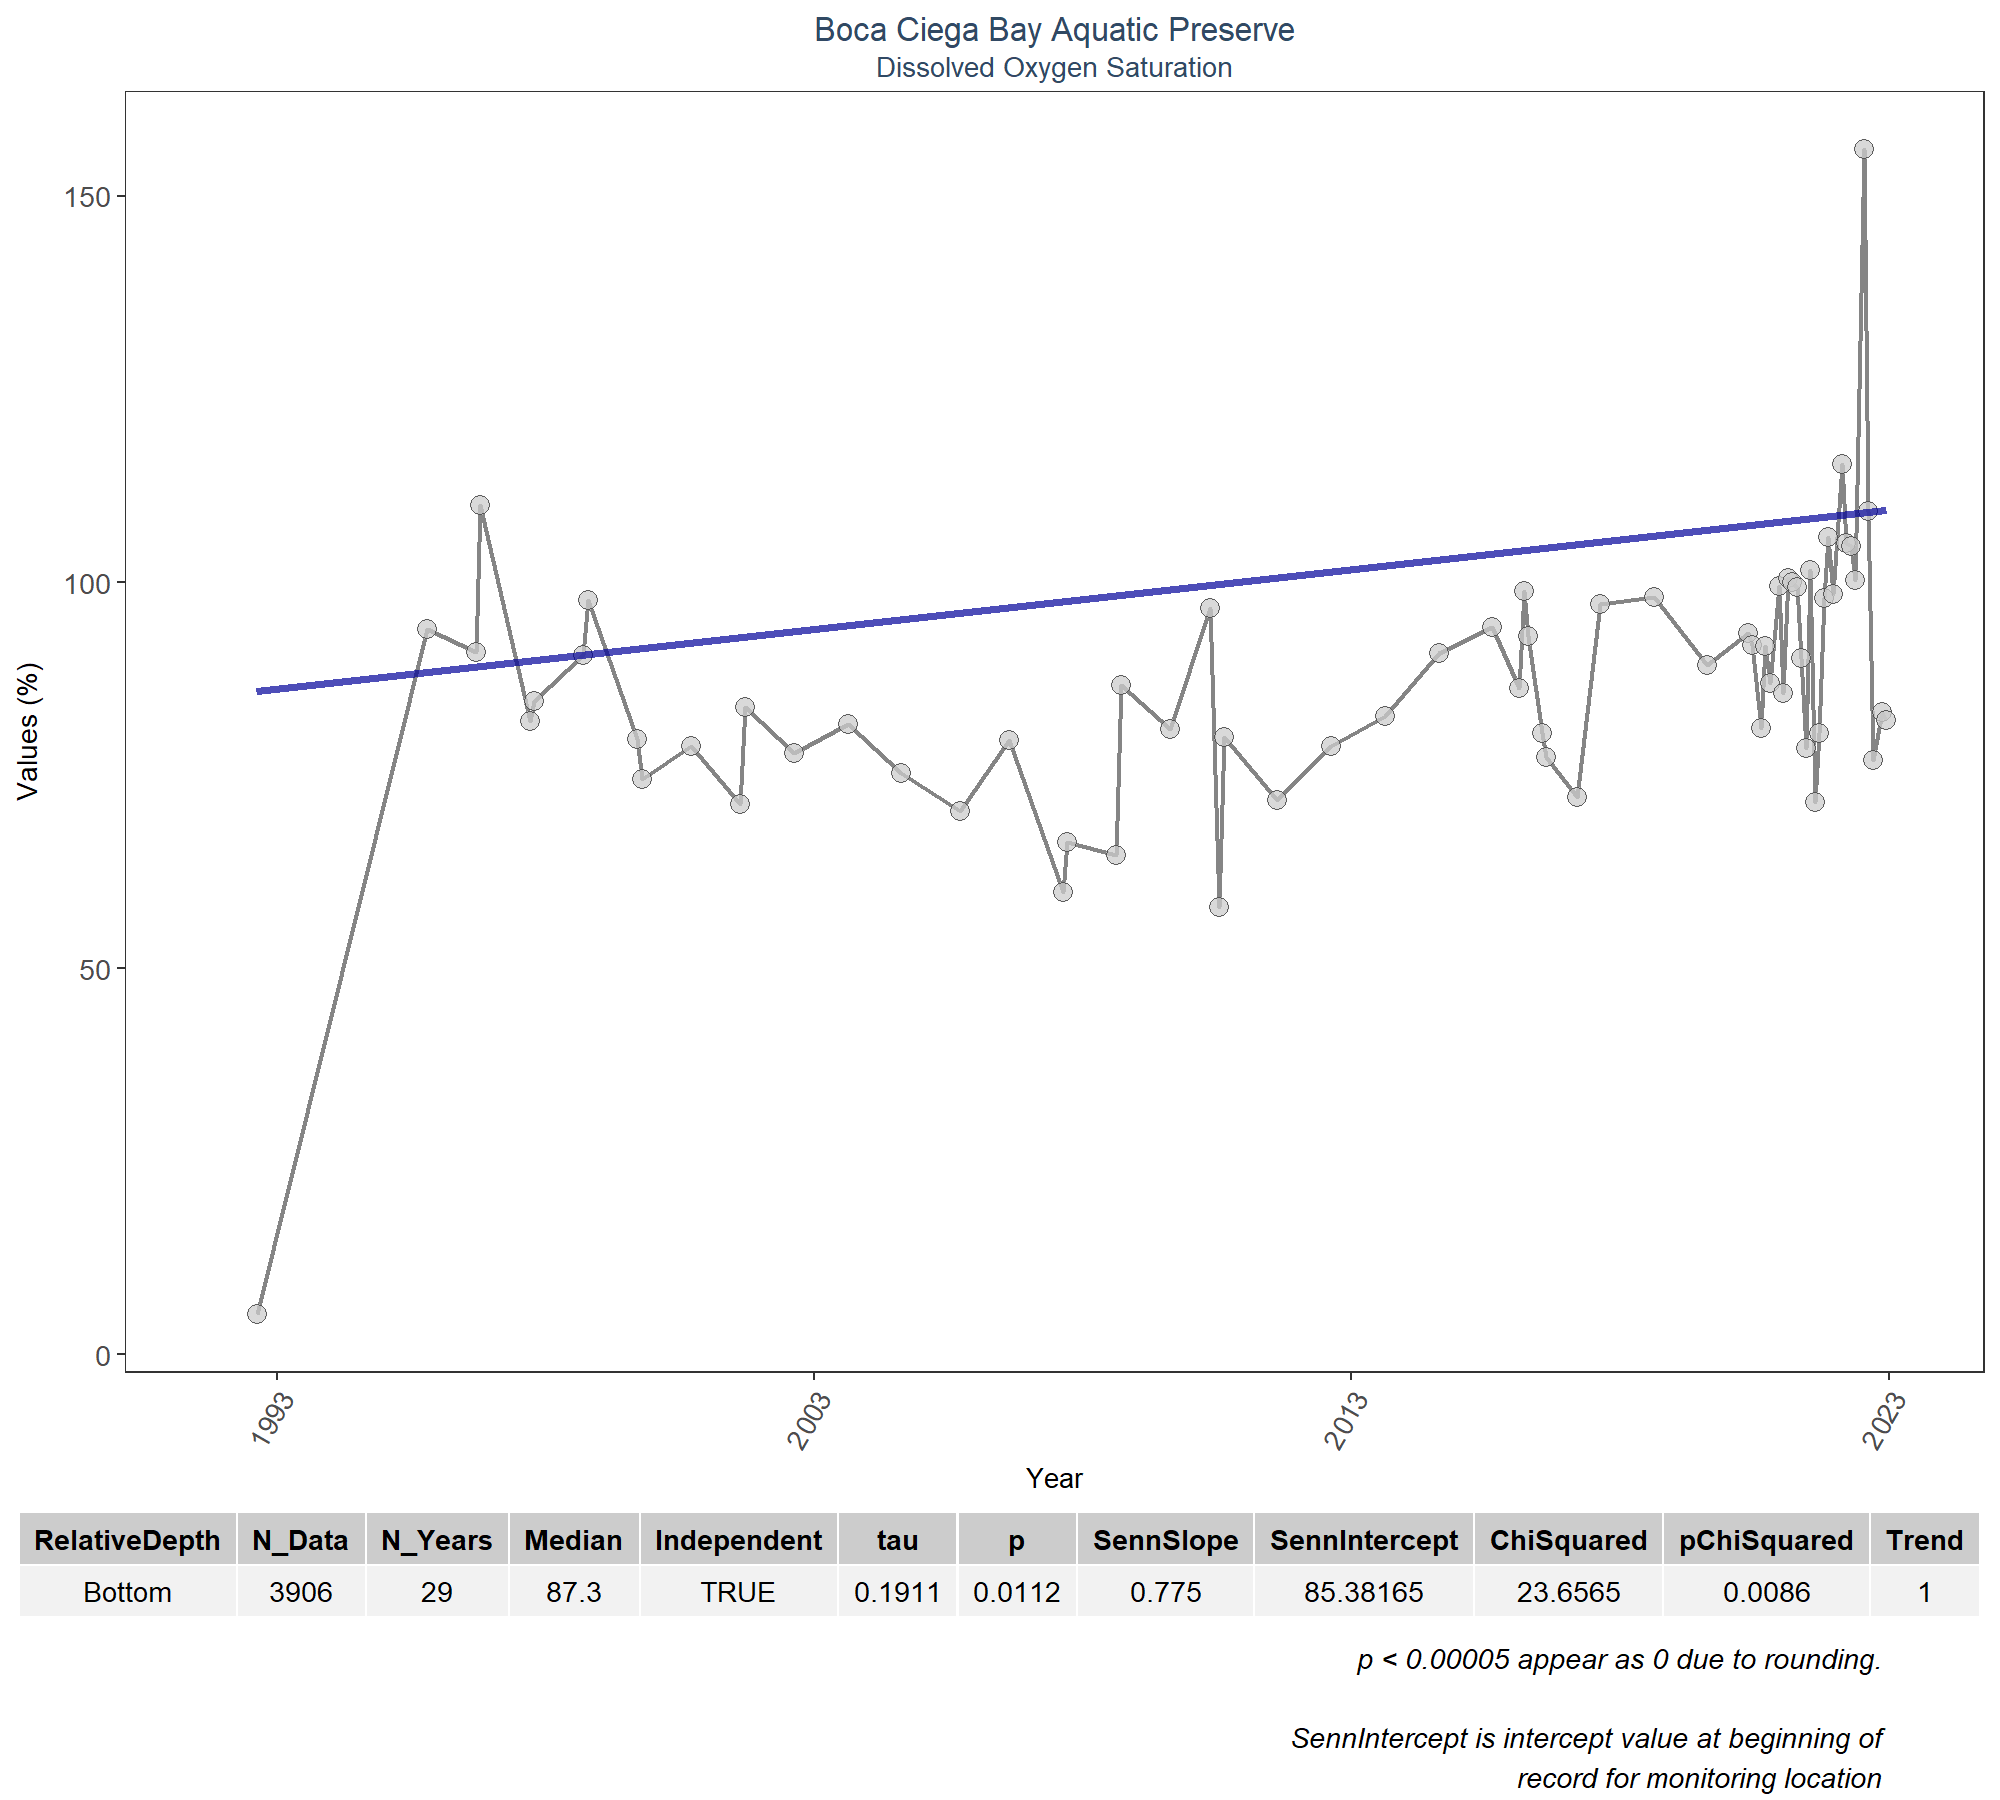 Boca Ciega Bay Aquatic Preserve
Dissolved Oxygen Saturation
Values (%)
150
100
50
0
1993
2003
2013
2023
Year
RelativeDepth N_Data N_Years Median Independent tau p SennSlope SennIntercept ChiSquared pChiSquared Trend
Bottom 3906 29 87.3 TRUE 0.1911 0.0112 0.775 85.38165 23.6565 0.0086 1
p < 0.00005 appear as 0 due to rounding.
SennIntercept is intercept value at beginning of
record for monitoring location